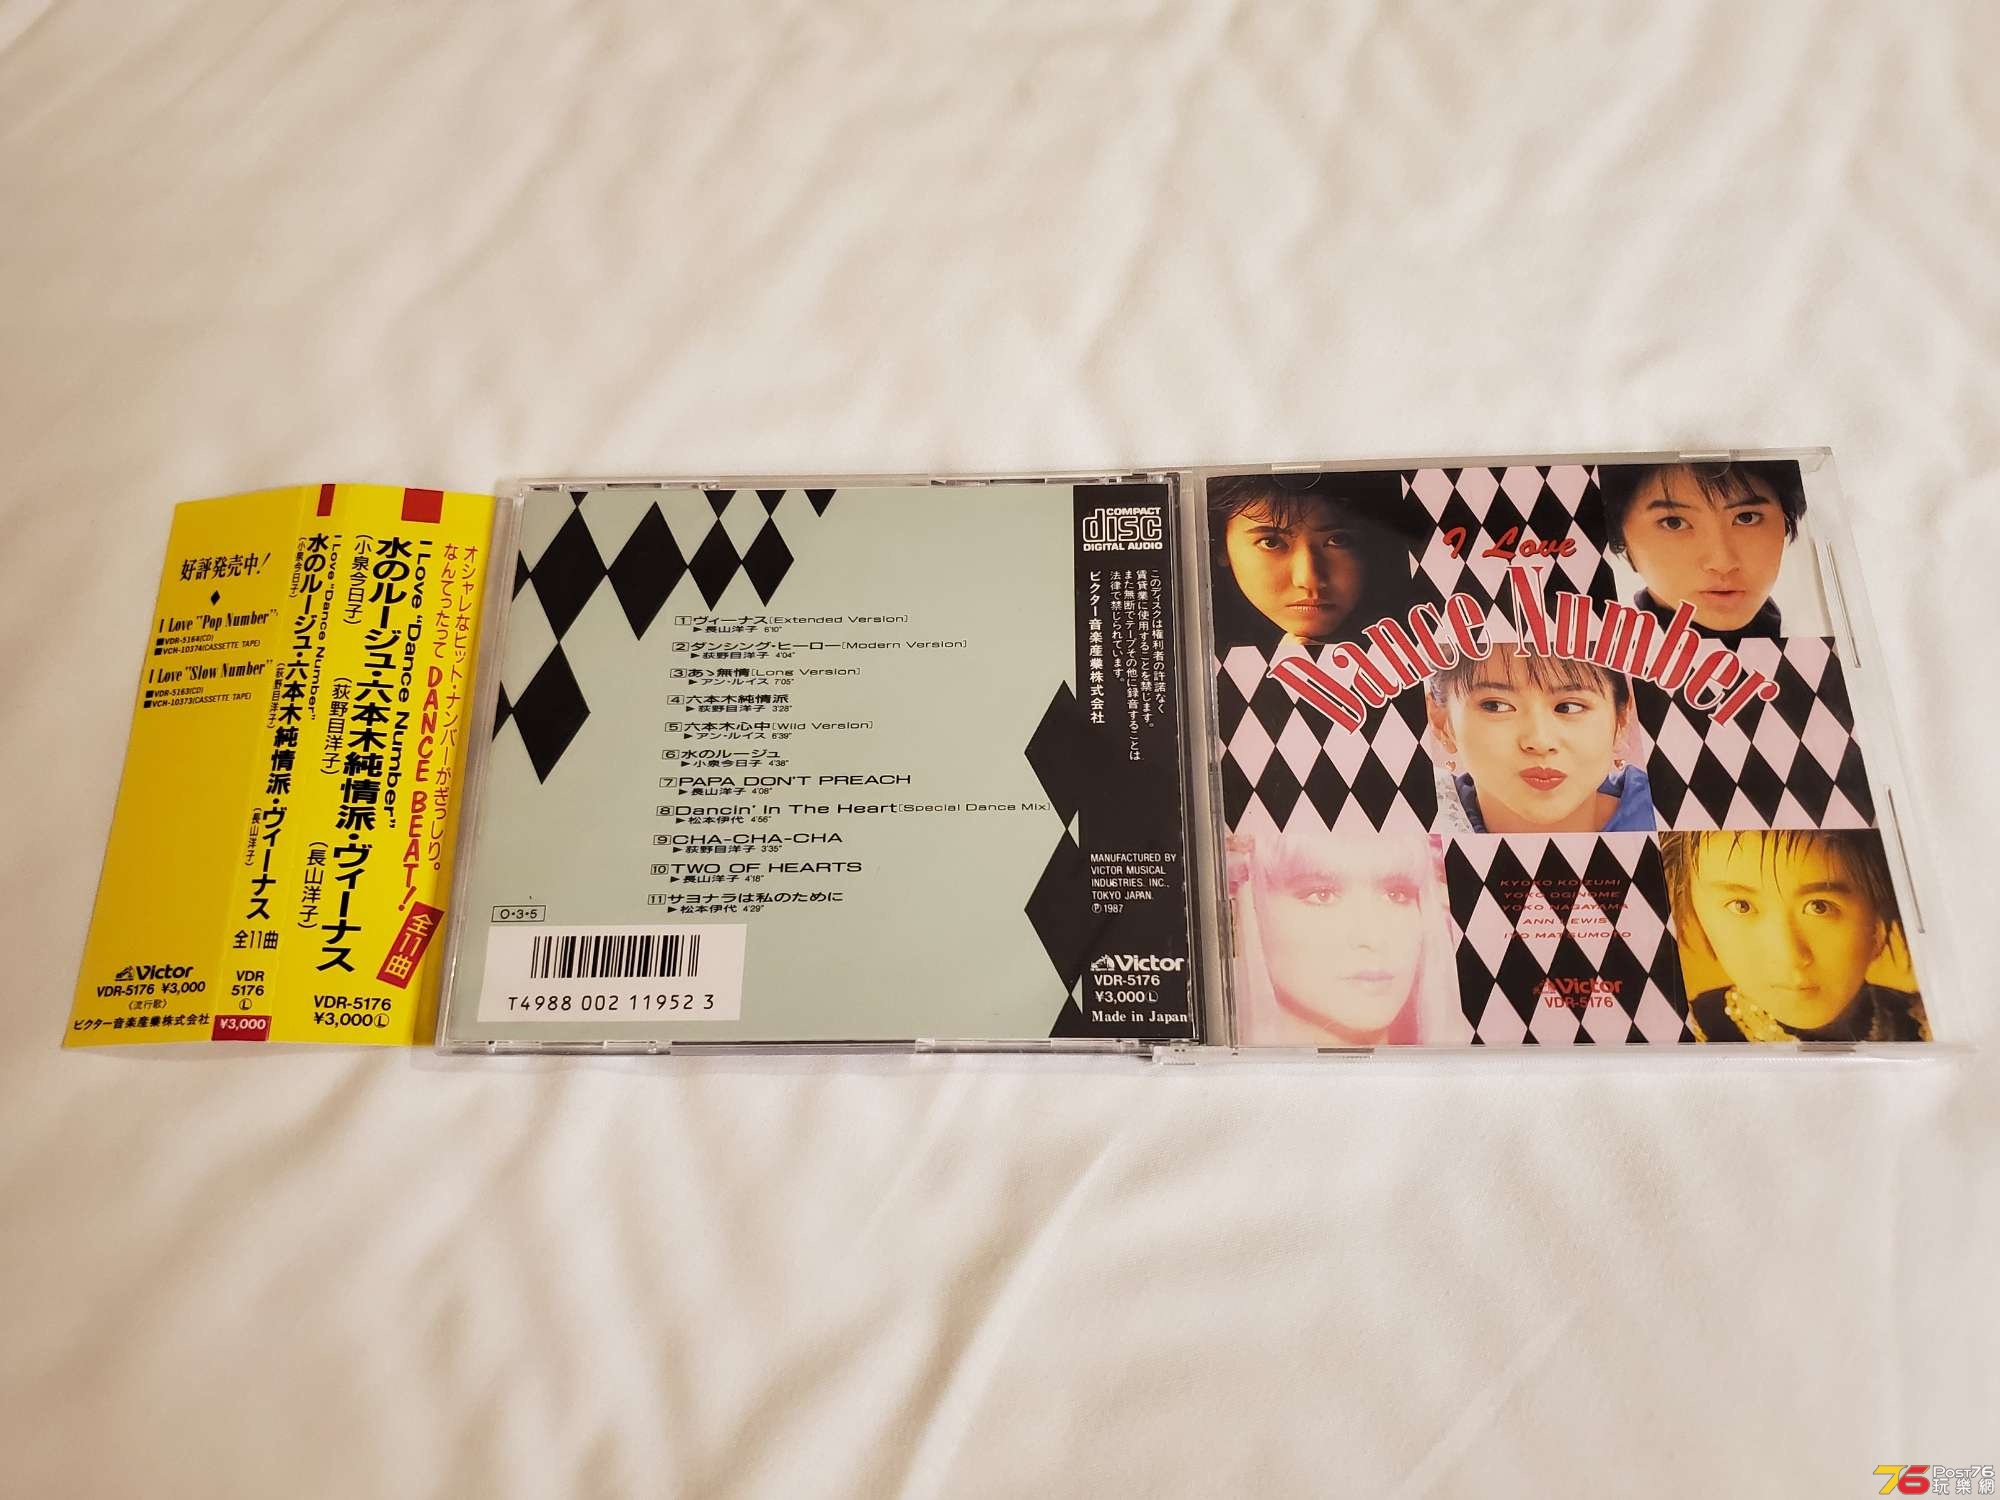 好評発売中!
I Love "Pop Number"
■VDR-5164(CD)
■VCH-10374(CASSETTE TAPE)
I Love "Slow Number"
■VDR-5163(CD)
■VCH-10373(CASSETTE TAPE)
Victor
VDR-5176 ¥3,000
〈流行歌〉
ビクター音楽産業株式会社
I Love "Dance Number"
水のルージュ・六本木純情派・ヴィーナス
(小泉今日子)
(荻野目洋子)
(長山洋子)
全11曲
VDR
5176
Ⓛ
¥3,000
オシャレなヒット・ナンバーがぎっしり。
なんてったって DANCE BEAT!
全11曲
I Love "Dance Number"
水のルージュ・六本木純情派・ヴィーナス
(小泉今日子)
(荻野目洋子)
(長山洋子)
VDR-5176
¥3,000Ⓛ
1 ヴィーナス[Extended Version]
▶長山洋子 6'10"
2 ダンシング・ヒーロー[Modern Version]
▶荻野目洋子 4'04"
3 あゝ無情[Long Version]
▶アン・ルイス 7'05"
4 六本木純情派
▶荻野目洋子 3'28"
5 六本木心中[Wild Version]
▶アン・ルイス 6'39"
6 水のルージュ
▶小泉今日子 4'38"
7 PAPA DON'T PREACH
▶長山洋子 4'08"
8 Dancin' In The Heart[Special Dance Mix]
▶松本伊代 4'56"
9 CHA-CHA-CHA
▶荻野目洋子 3'35"
10 TWO OF HEARTS
▶長山洋子 4'18"
11 サヨナラは私のために
▶松本伊代 4'29"
O・3・5
T4988 002 11952 3
COMPACT
disc
DIGITAL AUDIO
このディスクは権利者の許諾なく
賃貸業に使用することを禁じます。
また無断でテープその他に録音することは
法律で禁じられています。
ビクター音楽産業株式会社
MANUFACTURED BY
VICTOR MUSICAL
INDUSTRIES. INC.,
TOKYO JAPAN.
Ⓟ1987
Victor
VDR-5176
¥3,000Ⓛ
Made in Japan
I Love
Dance Number
KYOKO KOIZUMI
YOKO OGINOME
YOKO NAGAYAMA
ANN LEWIS
IYO MATSUMOTO
Victor
VDR-5176
76 POST76
玩樂網